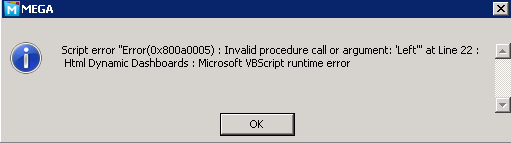 MEGA
Script error "Error(0x800a0005) : Invalid procedure call or argument: 'Left'" at Line 22 :
Html Dynamic Dashboards : Microsoft VBScript runtime error
OK